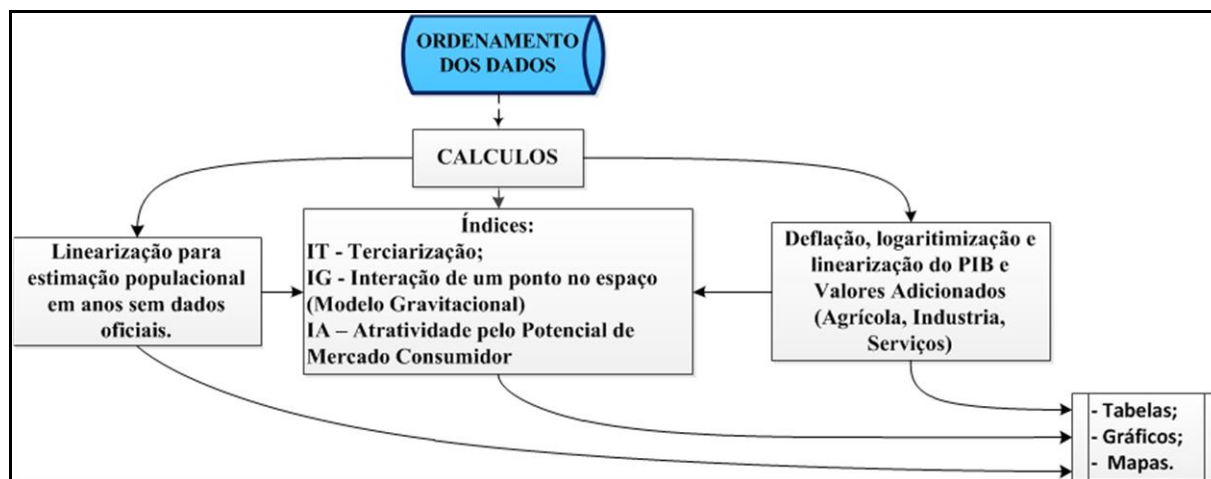 ORDENAMENTO
DOS DADOS
CALCULOS
Linearização para
estimação populacional
em anos sem dados
oficiais.
Índices:
IT - Terciarização;
IG - Interação de um ponto no espaço
(Modelo Gravitacional)
IA – Atratividade pelo Potencial de
Mercado Consumidor
Deflação, logaritimização e
linearização do PIB e
Valores Adicionados
(Agrícola, Industria,
Serviços)
- Tabelas;
- Gráficos;
- Mapas.